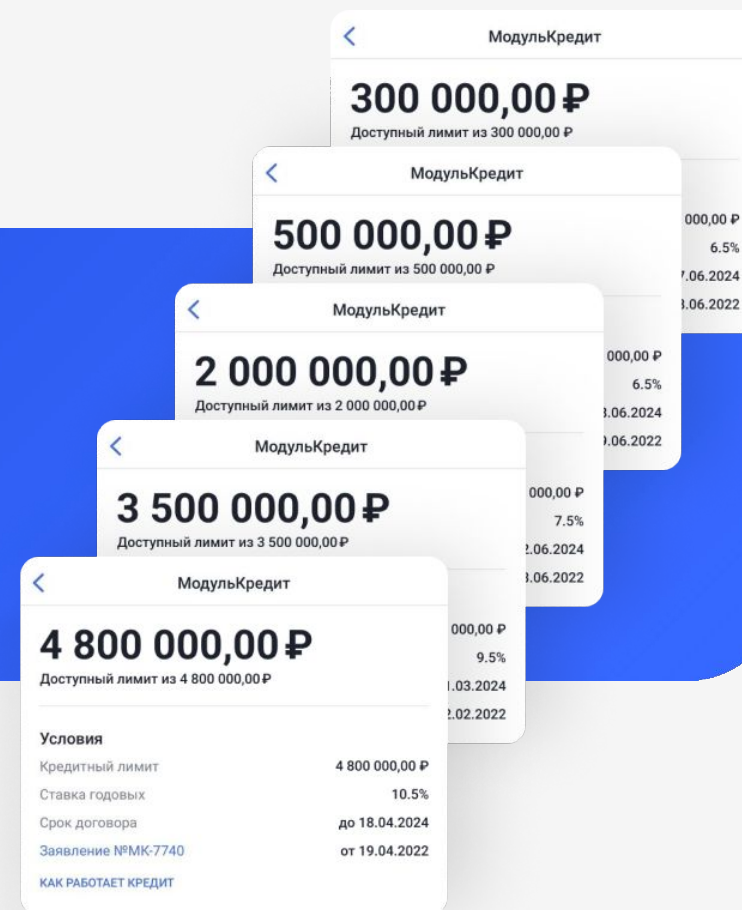 МодульКредит
300 000,00 ₽
Доступный лимит из 300 000,00 ₽
000,00 ₽
6.5%
.06.2024
.06.2022
МодульКредит
500 000,00 ₽
Доступный лимит из 500 000,00 ₽
000,00 ₽
6.5%
.06.2024
.06.2022
МодульКредит
2 000 000,00 ₽
Доступный лимит из 2 000 000,00 ₽
000,00 ₽
7.5%
.06.2024
.06.2022
МодульКредит
3 500 000,00 ₽
Доступный лимит из 3 500 000,00 ₽
000,00 ₽
9.5%
.03.2024
.02.2022
МодульКредит
4 800 000,00 ₽
Доступный лимит из 4 800 000,00 ₽
Условия
Кредитный лимит 4 800 000,00 ₽
Ставка годовых 10.5%
Срок договора до 18.04.2024
Заявление №МК-7740 от 19.04.2022
КАК РАБОТАЕТ КРЕДИТ